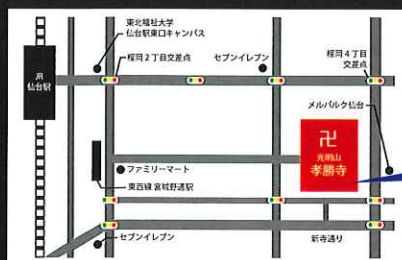 東北福祉大学
仙台駅東口キャンパス
榴岡2丁目交差点
セブンイレブン
榴岡4丁目
交差点
JR
仙台駅
メルパルク仙台
卍
光明山
孝勝寺
ファミリーマート
東西線 宮城野通駅
セブンイレブン
新寺通り